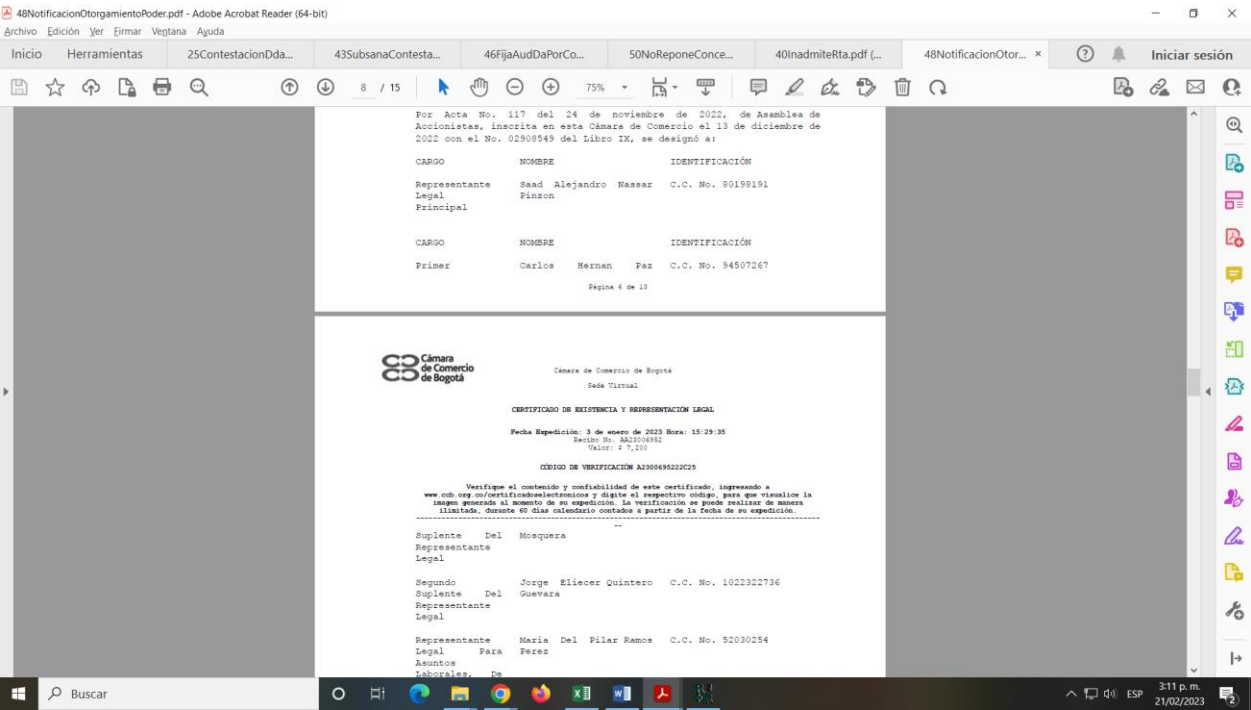 48NotificacionOtorgamientoPoder.pdf - Adobe Acrobat Reader (64-bit)
Archivo Edición Ver Eirmar Ventana Ayuda
Inicio Herramientas 25ContestacionDda... 43SubsanaContesta... 46FijaAudDaPorCo... 50NoReponeConce... 40InadmiteRta.pdf (... 48NotificacionOtor... × Iniciar sesión
8 / 15 75%
Por Acta No. 117 del 24 de noviembre de 2022, de Asamblea de
Accionistas, inscrita en esta Cámara de Comercio el 13 de diciembre de
2022 con el No. 02908549 del Libro IX, se designó a:
CARGO NOMBRE IDENTIFICACIÓN
Representante Saad Alejandro Nassar C.C. No. 80198191
Legal Pinzon
Principal
CARGO NOMBRE IDENTIFICACIÓN
Primer Carlos Hernan Paz C.C. No. 94507267
Página 6 de 13
Cámara
de Comercio
de Bogotá
Cámara de Comercio de Bogotá
Sede Virtual
CERTIFICADO DE EXISTENCIA Y REPRESENTACIÓN LEGAL
Fecha Expedición: 3 de enero de 2023 Hora: 15:29:35
Recibo No. AA23006952
Valor: $ 7,200
CÓDIGO DE VERIFICACIÓN A2300695222C25
Verifique el contenido y confiabilidad de este certificado, ingresando a
www.ccb.org.co/certificadoselectronicos y digite el respectivo código, para que visualice la
imagen generada al momento de su expedición. La verificación se puede realizar de manera
ilimitada, durante 60 días calendario contados a partir de la fecha de su expedición.
--------------------------------------------------------------------------------
--
Suplente Del Mosquera
Representante
Legal
Segundo Jorge Eliecer Quintero C.C. No. 1022322736
Suplente Del Guevara
Representante
Legal
Representante Maria Del Pilar Ramos C.C. No. 52030254
Legal Para Perez
Asuntos
Laborales, De
Buscar
ESP
3:11 p. m.
21/02/2023
2